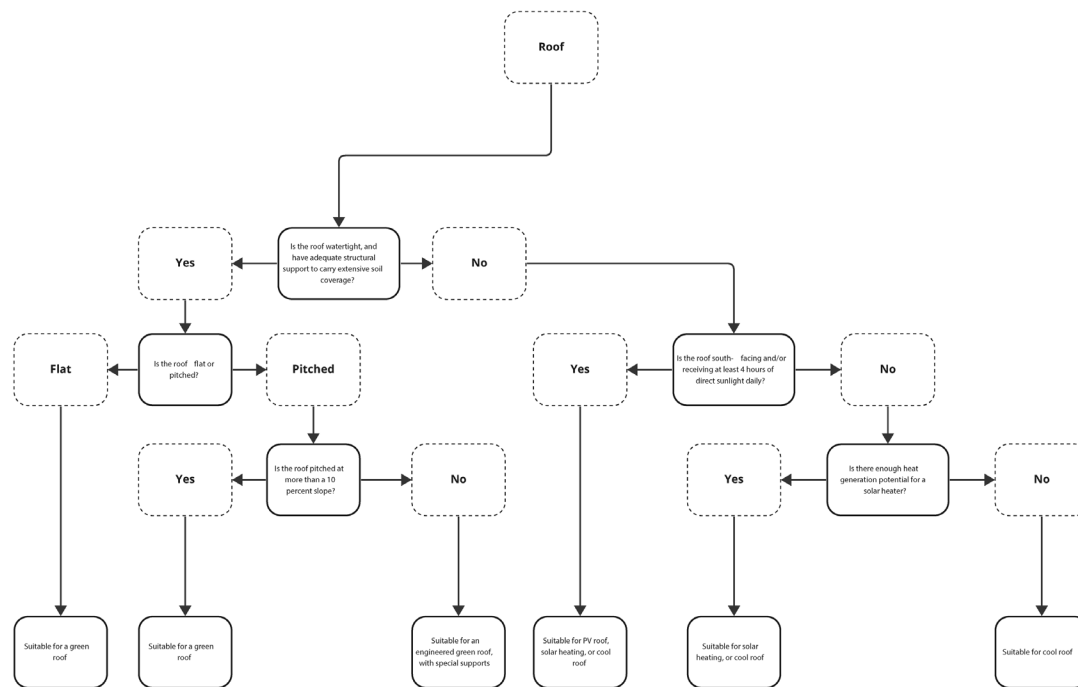 Roof
Yes
Is the roof watertight, and
have adequate structural
support to carry extensive soil
coverage?
No
Flat
Is the roof flat or
pitched?
Pitched
Yes
Is the roof south- facing and/or
receiving at least 4 hours of
direct sunlight daily?
No
Yes
Is the roof pitched at
more than a 10
percent slope?
No
Yes
Is there enough heat
generation potential for a
solar heater?
No
Suitable for a green
roof
Suitable for a green
roof
Suitable for an
engineered green roof,
with special supports
Suitable for PV roof,
solar heating, or cool
roof
Suitable for solar
heating, or cool roof
Suitable for cool roof